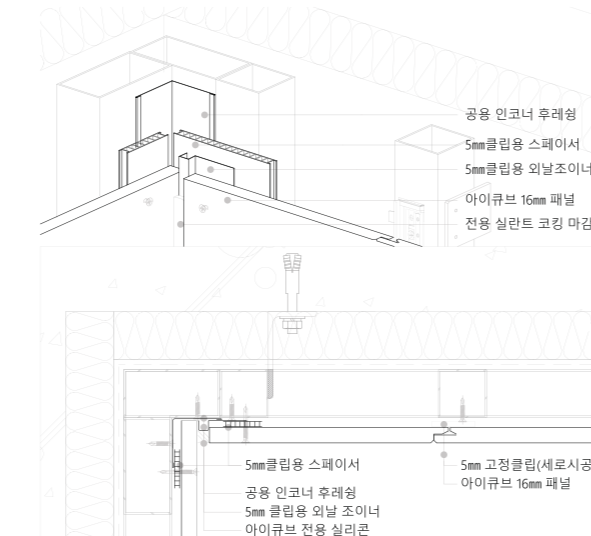 공용 인코너 후레슁
5mm클립용 스페이서
5mm클립용 외날조이너
아이큐브 16mm 패널
전용 실란트 코킹 마감
5mm클립용 스페이서
공용 인코너 후레슁
5mm 클립용 외날 조이너
아이큐브 전용 실리콘
5mm 고정클립(세로시공
아이큐브 16mm 패널